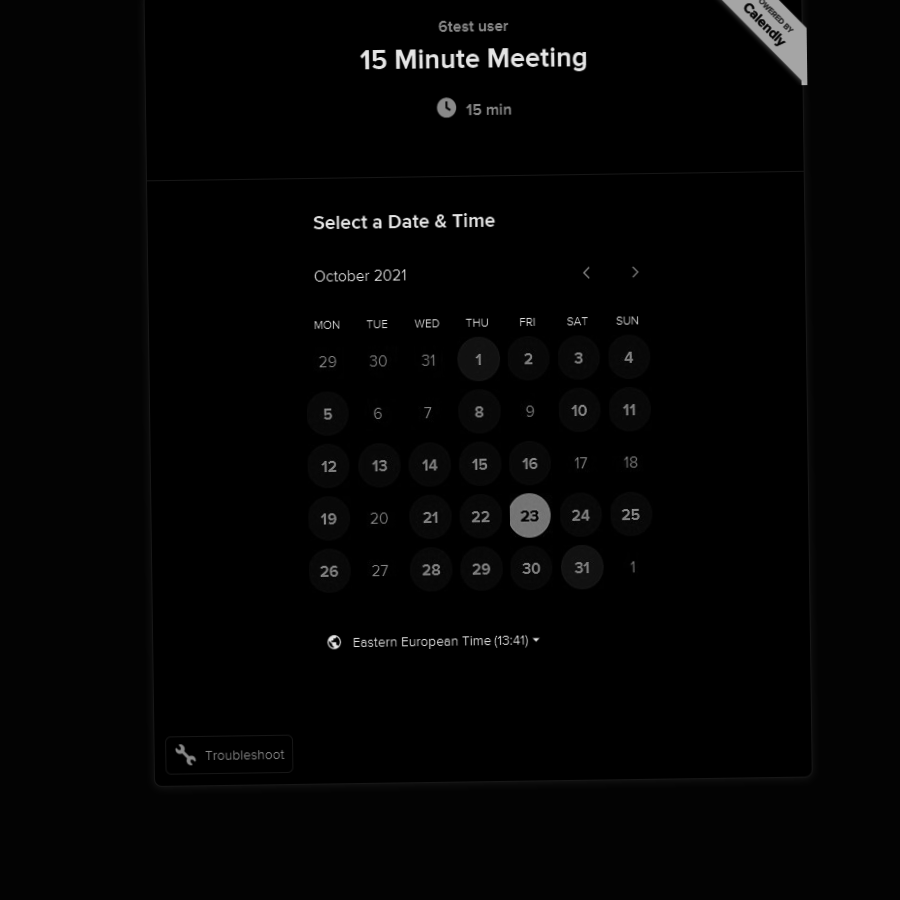 6test user
15 Minute Meeting
15 min
POWERED BY
Calendly
Select a Date & Time
October 2021
MON TUE WED THU FRI SAT SUN
29 30 31 1 2 3 4
5 6 7 8 9 10 11
12 13 14 15 16 17 18
19 20 21 22 23 24 25
26 27 28 29 30 31 1
Eastern European Time (13:41)
Troubleshoot